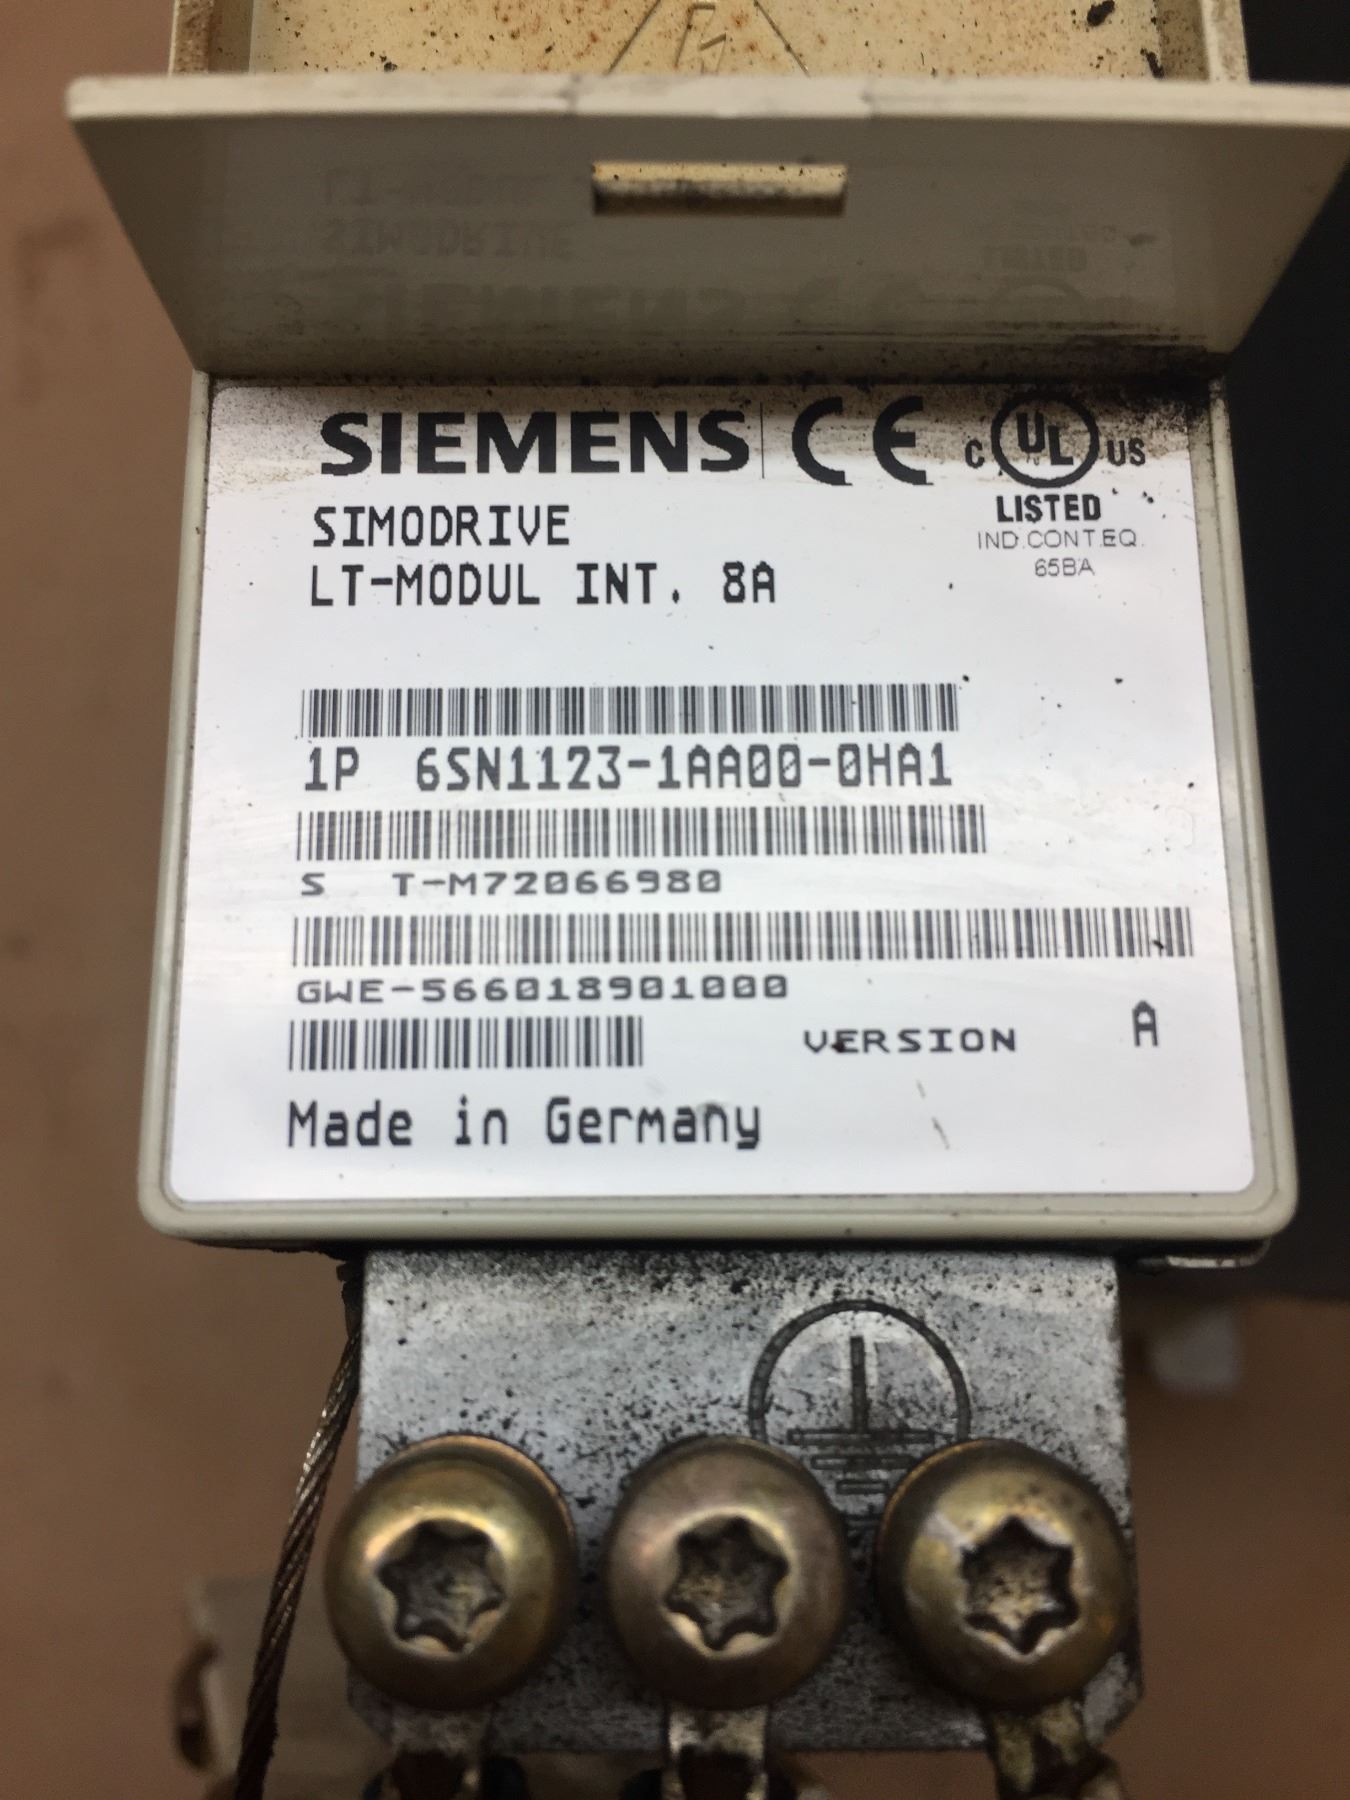 SIEMENS CE C UL US
LISTED
SIMODRIVE
IND.CONT.EQ.
LT-MODUL INT. 8A
65BA
1P 6SN1123-1AA00-0HA1
S T-M72066980
GWE-566018901000
VERSION A
Made in Germany